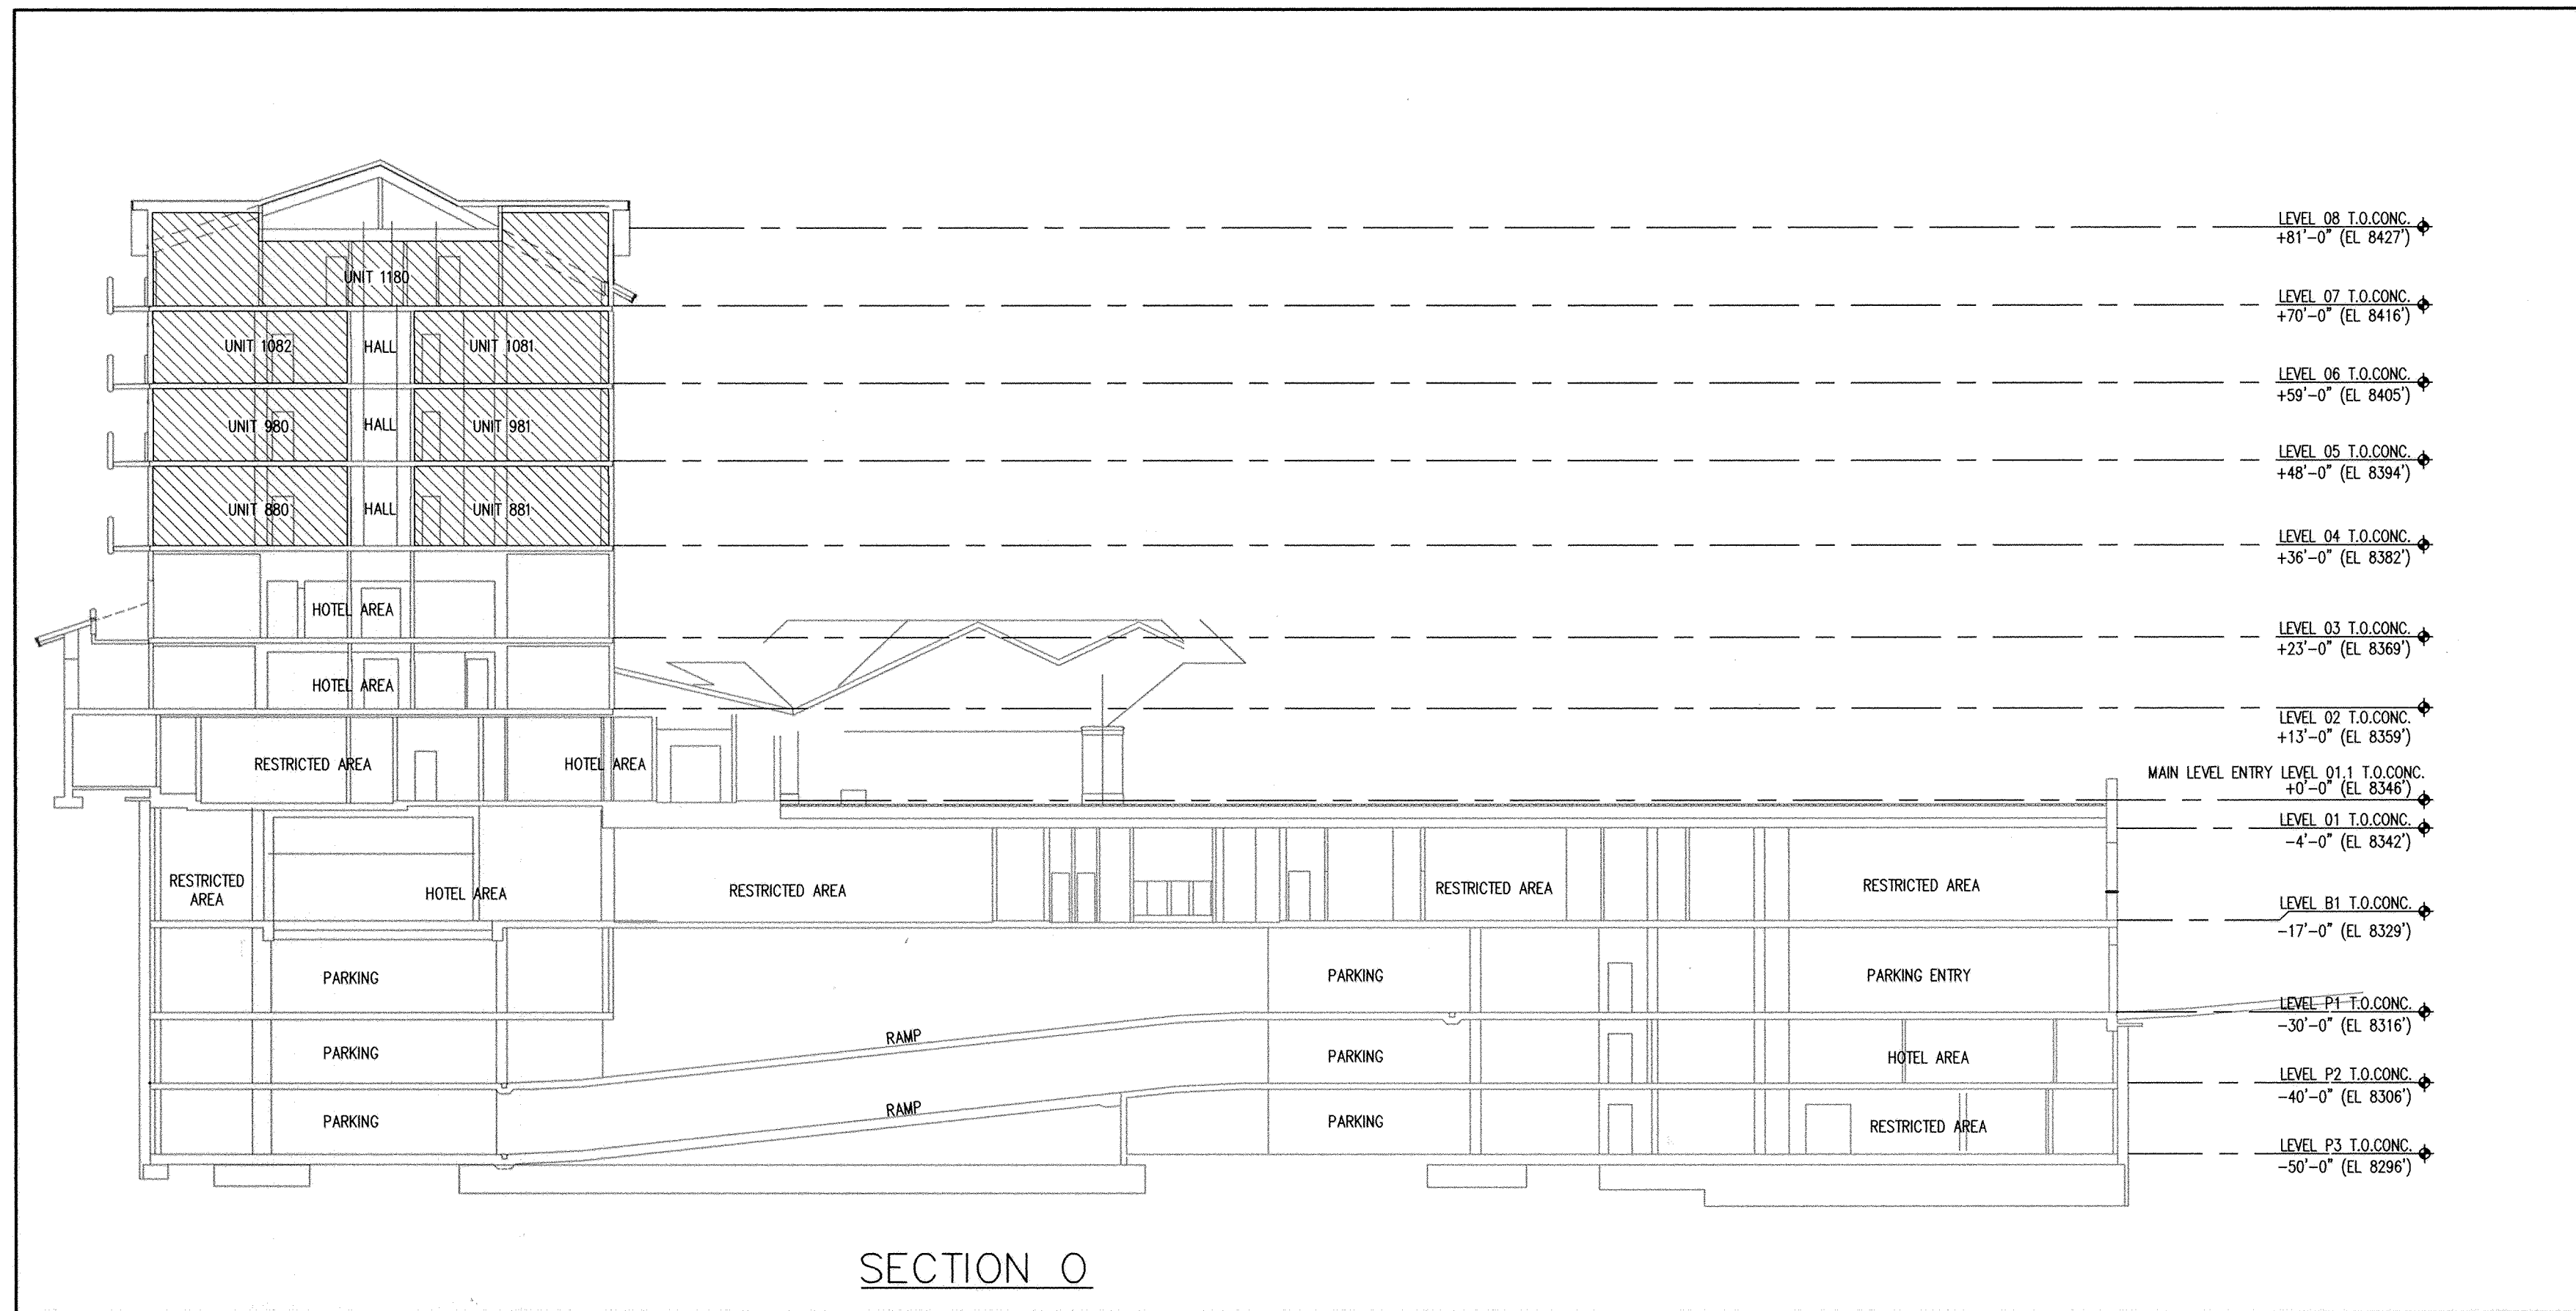 LEVEL 08 T.O.CONC.
+81'-0" (EL 8427')
UNIT 1180
LEVEL 07 T.O.CONC.
+70'-0" (EL 8416')
UNIT 1082
HALL
UNIT 1081
LEVEL 06 T.O.CONC.
+59'-0" (EL 8405')
UNIT 980
HALL
UNIT 981
LEVEL 05 T.O.CONC.
+48'-0" (EL 8394')
UNIT 880
HALL
UNIT 881
LEVEL 04 T.O.CONC.
+36'-0" (EL 8382')
HOTEL AREA
LEVEL 03 T.O.CONC.
+23'-0" (EL 8369')
HOTEL AREA
LEVEL 02 T.O.CONC.
+13'-0" (EL 8359')
RESTRICTED AREA
HOTEL AREA
MAIN LEVEL ENTRY LEVEL 01.1 T.O.CONC.
+0'-0" (EL 8346')
LEVEL 01 T.O.CONC.
-4'-0" (EL 8342')
RESTRICTED
AREA
HOTEL AREA
RESTRICTED AREA
RESTRICTED AREA
RESTRICTED AREA
LEVEL B1 T.O.CONC.
-17'-0" (EL 8329')
PARKING
PARKING
PARKING ENTRY
LEVEL P1 T.O.CONC.
-30'-0" (EL 8316')
RAMP
PARKING
PARKING
HOTEL AREA
LEVEL P2 T.O.CONC.
-40'-0" (EL 8306')
RAMP
PARKING
PARKING
RESTRICTED AREA
LEVEL P3 T.O.CONC.
-50'-0" (EL 8296')
SECTION O